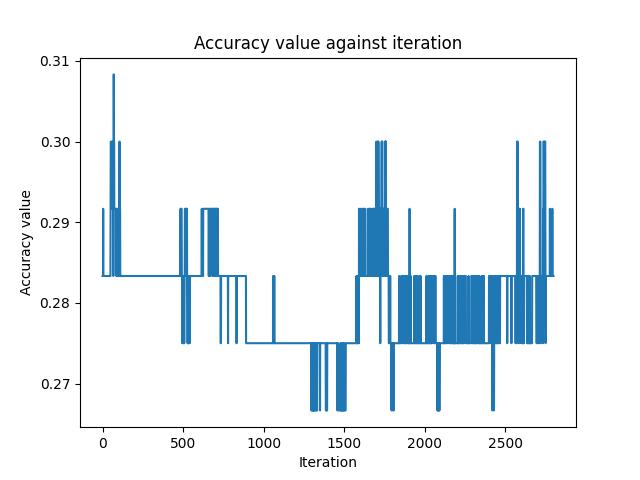 Accuracy value against iteration
0.31
0.30
0.29
0.28
0.27
Accuracy value
0 500 1000 1500 2000 2500
Iteration